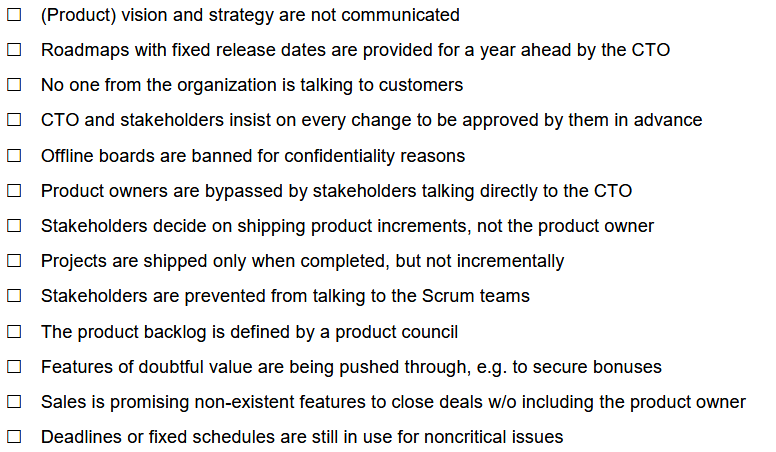 (Product) vision and strategy are not communicated
Roadmaps with fixed release dates are provided for a year ahead by the CTO
No one from the organization is talking to customers
CTO and stakeholders insist on every change to be approved by them in advance
Offline boards are banned for confidentiality reasons
Product owners are bypassed by stakeholders talking directly to the CTO
Stakeholders decide on shipping product increments, not the product owner
Projects are shipped only when completed, but not incrementally
Stakeholders are prevented from talking to the Scrum teams
The product backlog is defined by a product council
Features of doubtful value are being pushed through, e.g. to secure bonuses
Sales is promising non-existent features to close deals w/o including the product owner
Deadlines or fixed schedules are still in use for noncritical issues